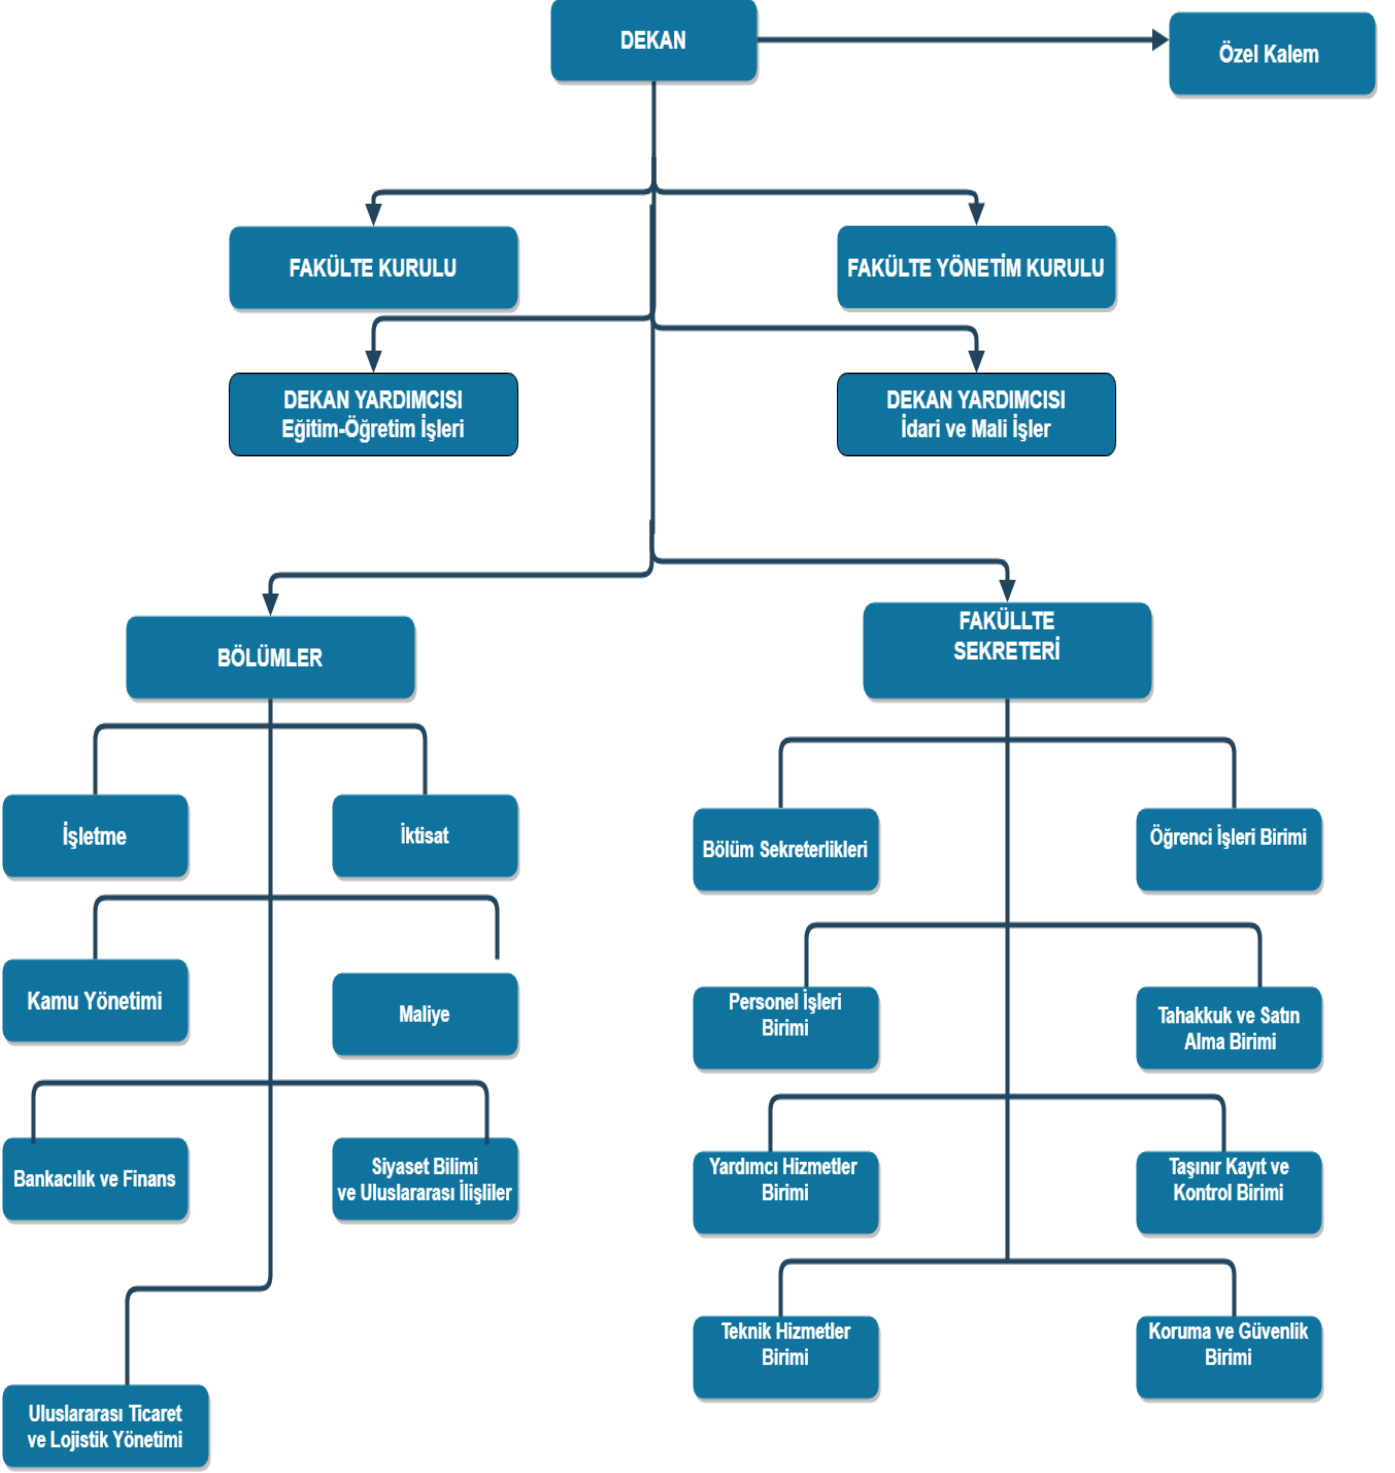 DEKAN
Özel Kalem
FAKÜLTE KURULU
FAKÜLTE YÖNETİM KURULU
DEKAN YARDIMCISI
Eğitim-Öğretim İşleri
DEKAN YARDIMCISI
İdari ve Mali İşler
BÖLÜMLER
FAKÜLLTE
SEKRETERİ
İşletme
İktisat
Bölüm Sekreterlikleri
Öğrenci İşleri Birimi
Kamu Yönetimi
Maliye
Personel İşleri
Birimi
Tahakkuk ve Satın
Alma Birimi
Bankacılık ve Finans
Siyaset Bilimi
ve Uluslararası İlişliler
Yardımcı Hizmetler
Birimi
Taşınır Kayıt ve
Kontrol Birimi
Teknik Hizmetler
Birimi
Koruma ve Güvenlik
Birimi
Uluslararası Ticaret
ve Lojistik Yönetimi